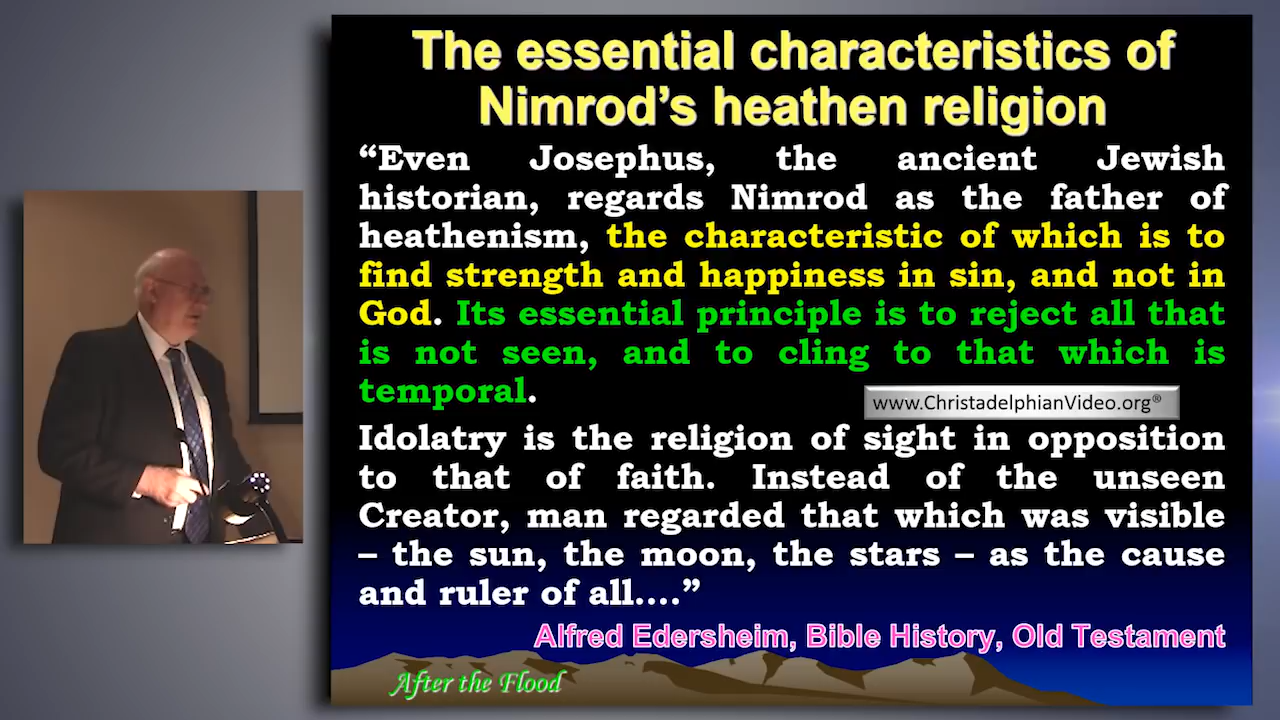 The essential characteristics of
Nimrod's heathen religion
“Even Josephus, the ancient Jewish
historian, regards Nimrod as the father of
heathenism, the characteristic of which is to
find strength and happiness in sin, and not in
God. Its essential principle is to reject all that
is not seen, and to cling to that which is
temporal.
www.ChristadelphianVideo.org®
Idolatry is the religion of sight in opposition
to that of faith. Instead of the unseen
Creator, man regarded that which was visible
– the sun, the moon, the stars – as the cause
and ruler of all....”
Alfred Edersheim, Bible History, Old Testament
After the Flood